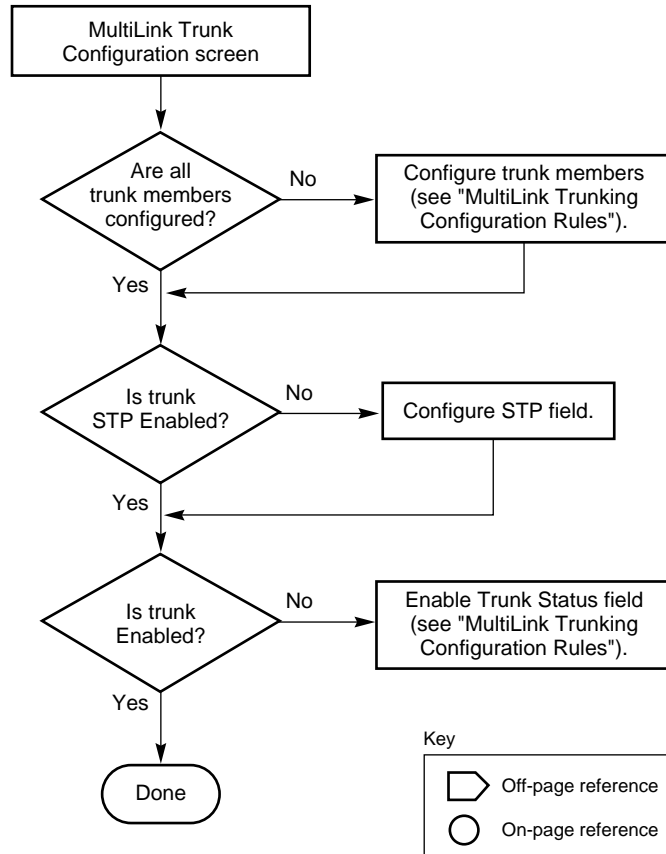 MultiLink Trunk
Configuration screen
Are all
trunk members
configured?
No
Configure trunk members
(see "MultiLink Trunking
Configuration Rules").
Yes
Is trunk
STP Enabled?
No
Configure STP field.
Yes
Is trunk
Enabled?
No
Enable Trunk Status field
(see "MultiLink Trunking
Configuration Rules").
Yes
Done
Key
Off-page reference
On-page reference